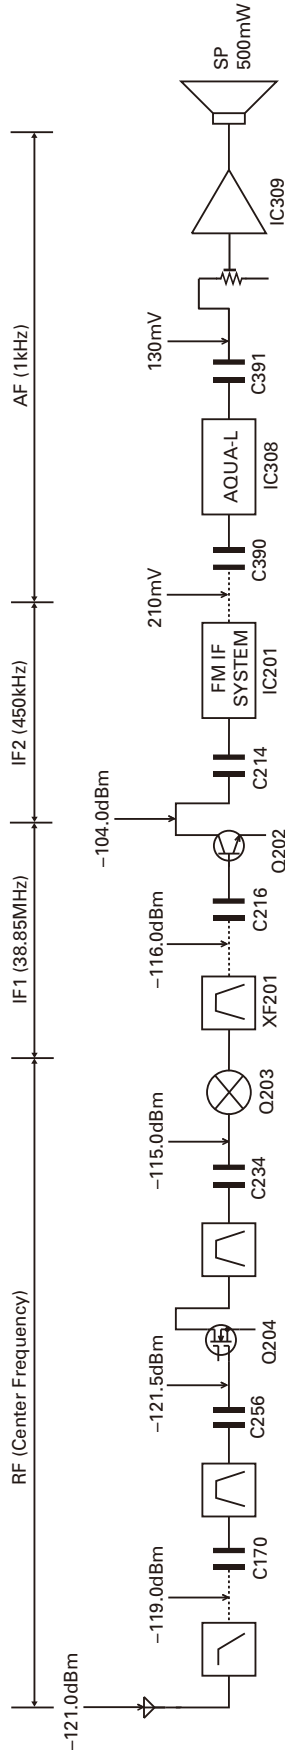 RF (Center Frequency)
IF1 (38.85MHz)
IF2 (450kHz)
AF (1kHz)
−121.0dBm
−119.0dBm
−121.5dBm
−115.0dBm
−116.0dBm
−104.0dBm
210mV
130mV
C170
C256
Q204
C234
Q203
XF201
C216
Q202
C214
FM IF
SYSTEM
IC201
C390
AQUA-L
IC308
C391
IC309
SP
500mW